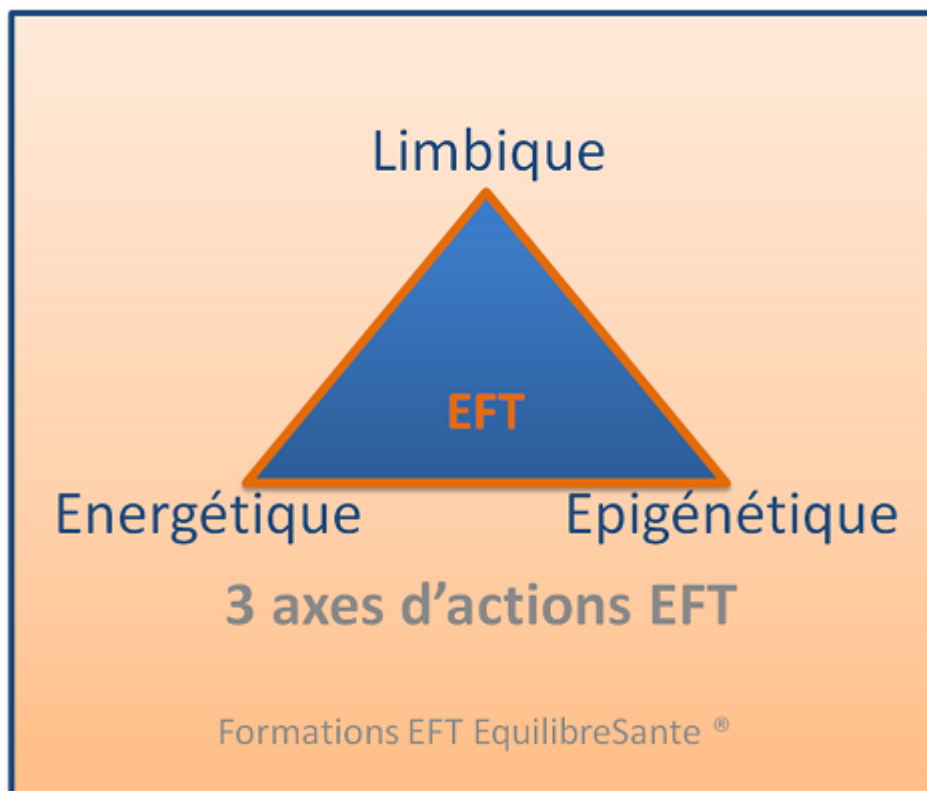 Limbique
EFT
Energétique Epigénétique
3 axes d’actions EFT
Formations EFT EquilibreSante ®